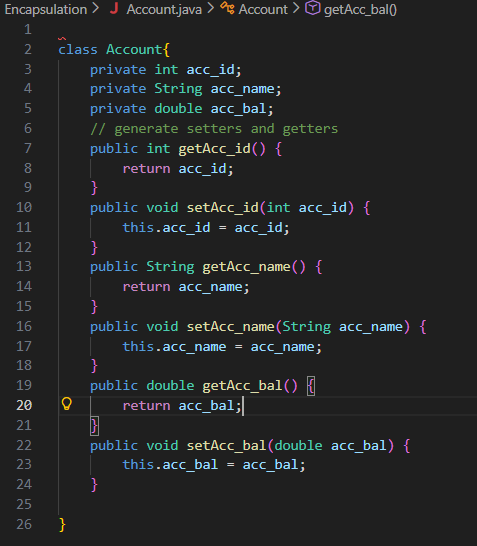 Encapsulation > J Account.java > Account > getAcc_bal()
1
2 class Account{
3 private int acc_id;
4 private String acc_name;
5 private double acc_bal;
6 // generate setters and getters
7 public int getAcc_id() {
8 return acc_id;
9 }
10 public void setAcc_id(int acc_id) {
11 this.acc_id = acc_id;
12 }
13 public String getAcc_name() {
14 return acc_name;
15 }
16 public void setAcc_name(String acc_name) {
17 this.acc_name = acc_name;
18 }
19 public double getAcc_bal() {
20 return acc_bal;
21 }
22 public void setAcc_bal(double acc_bal) {
23 this.acc_bal = acc_bal;
24 }
25
26 }